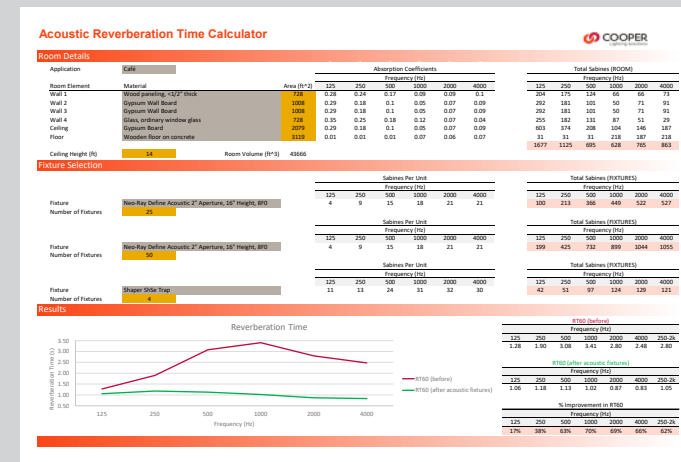 Acoustic Reverberation Time Calculator
COOPER
Lighting Solutions
Room Details
Application Café Absorption Coefficients Total Sabines (ROOM)
Frequency (Hz) Frequency (Hz)
Room Element Material Area (ft^2) 125 250 500 1000 2000 4000 125 250 500 1000 2000 4000
Wall 1 Wood paneling, <1/2" thick 728 0.28 0.24 0.17 0.09 0.09 0.1 204 175 124 66 66 73
Wall 2 Gypsum Wall Board 1008 0.29 0.18 0.1 0.05 0.07 0.09 292 181 101 50 71 91
Wall 3 Gypsum Wall Board 1008 0.29 0.18 0.1 0.05 0.07 0.09 292 181 101 50 71 91
Wall 4 Glass, ordinary window glass 728 0.35 0.25 0.18 0.12 0.07 0.04 255 182 131 87 51 29
Ceiling Gypsum Board 2079 0.29 0.18 0.1 0.05 0.07 0.09 603 374 208 104 146 187
Floor Wooden floor on concrete 3119 0.01 0.01 0.01 0.07 0.06 0.07 31 31 31 218 187 218
1677 1125 695 628 765 863
Ceiling Height (ft) 14 Room Volume (ft^3) 43666
Fixture Selection
Sabines Per Unit Total Sabines (FIXTURES)
Frequency (Hz) Frequency (Hz)
125 250 500 1000 2000 4000 125 250 500 1000 2000 4000
Fixture Neo-Ray Define Acoustic 2" Aperture, 16" Height, 8F0 4 9 15 18 21 21 100 213 366 449 522 527
Number of Fixtures 25
Sabines Per Unit Total Sabines (FIXTURES)
Frequency (Hz) Frequency (Hz)
125 250 500 1000 2000 4000 125 250 500 1000 2000 4000
Fixture Neo-Ray Define Acoustic 2" Aperture, 16" Height, 8F0 4 9 15 18 21 21 199 425 732 899 1044 1055
Number of Fixtures 50
Sabines Per Unit Total Sabines (FIXTURES)
Frequency (Hz) Frequency (Hz)
125 250 500 1000 2000 4000 125 250 500 1000 2000 4000
Fixture Shaper ShSe Trap 11 13 24 31 32 30 42 51 97 124 129 121
Number of Fixtures 4
Results
Reverberation Time
Reverberation Time (s)
3.50
3.00
2.50
2.00
1.50
1.00
0.50
125 250 500 1000 2000 4000
Frequency (Hz)
RT60 (before)
RT60 (after acoustic fixtures)
RT60 (before)
Frequency (Hz)
125 250 500 1000 2000 4000 250-2k
1.28 1.90 3.08 3.41 2.80 2.48 2.80
RT60 (after acoustic fixtures)
Frequency (Hz)
125 250 500 1000 2000 4000 250-2k
1.06 1.18 1.13 1.02 0.87 0.83 1.05
% Improvement in RT60
Frequency (Hz)
125 250 500 1000 2000 4000 250-2k
17% 38% 63% 70% 69% 66% 62%